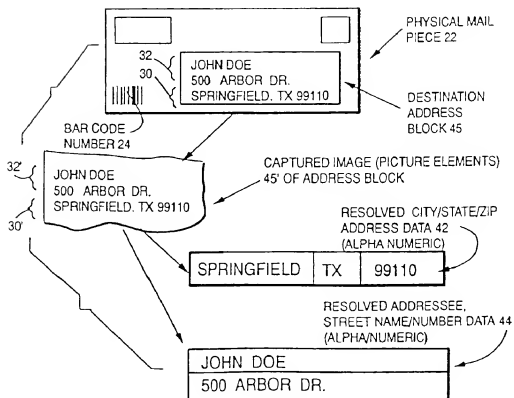 PHYSICAL MAIL
PIECE 22
32
30
JOHN DOE
500 ARBOR DR.
SPRINGFIELD, TX 99110
DESTINATION
ADDRESS
BLOCK 45
BAR CODE
NUMBER 24
32'
30'
JOHN DOE
500 ARBOR DR.
SPRINGFIELD, TX 99110
CAPTURED IMAGE (PICTURE ELEMENTS)
45' OF ADDRESS BLOCK
RESOLVED CITY/STATE/ZIP
ADDRESS DATA 42
(ALPHA NUMERIC)
SPRINGFIELD TX 99110
RESOLVED ADDRESSEE,
STREET NAME/NUMBER DATA 44
(ALPHA/NUMERIC)
JOHN DOE
500 ARBOR DR.